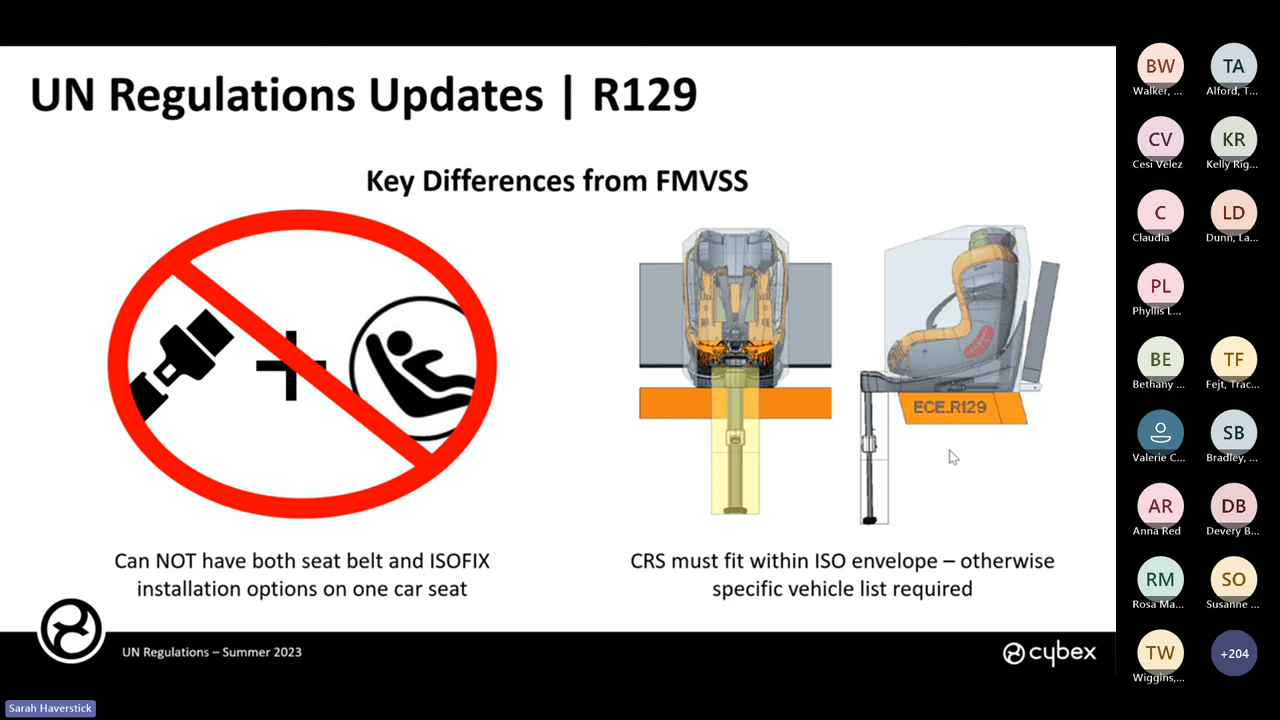 UN Regulations Updates | R129
Key Differences from FMVSS
ECE R129
Can NOT have both seat belt and ISOFIX
installation options on one car seat
CRS must fit within ISO envelope – otherwise
specific vehicle list required
UN Regulations – Summer 2023
cybex
Sarah Haverstick
BW
Walker, ...
TA
Alford, T...
CV
Cesi Velez
KR
Kelly Rig...
C
Claudia
LD
Dunn, La...
PL
Phyllis L...
BE
Bethany ...
TF
Fejt, Trac...
Valerie C...
SB
Bradley, ...
AR
Anna Red
DB
Devery B...
RM
Rosa Ma...
SO
Susanne ...
TW
Wiggins,...
+204